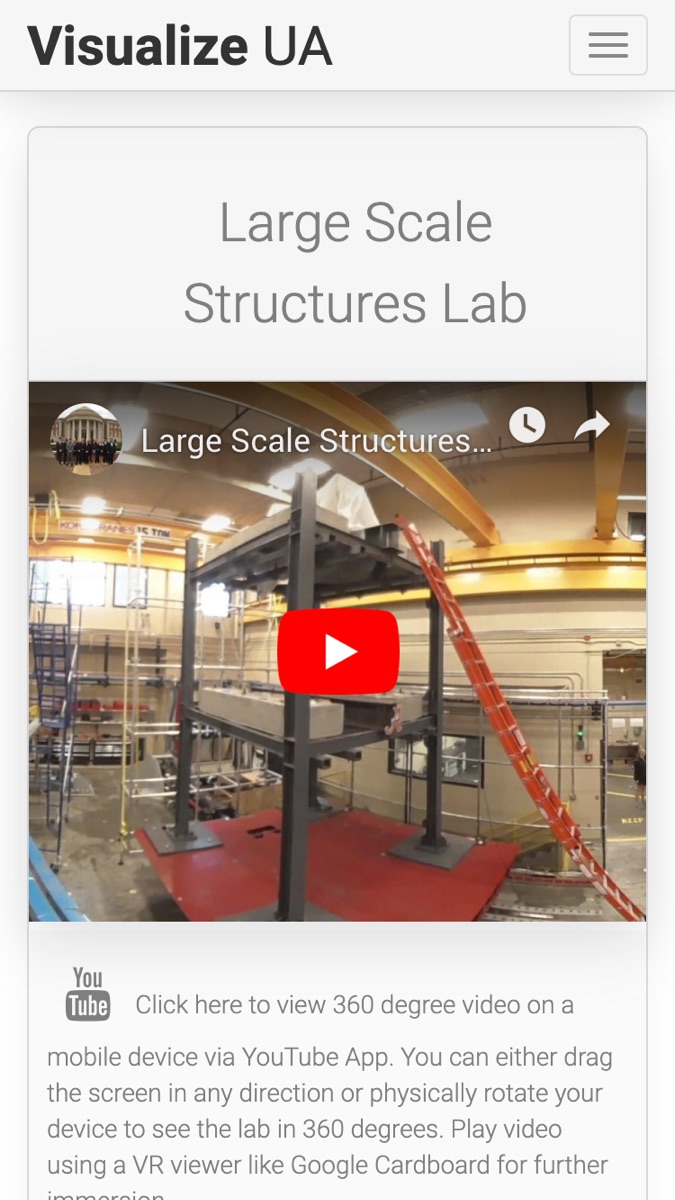 Visualize UA
Large Scale
Structures Lab
Large Scale Structures...
15 TON
KEEP
You
Tube
Click here to view 360 degree video on a
mobile device via YouTube App. You can either drag
the screen in any direction or physically rotate your
device to see the lab in 360 degrees. Play video
using a VR viewer like Google Cardboard for further
immersion